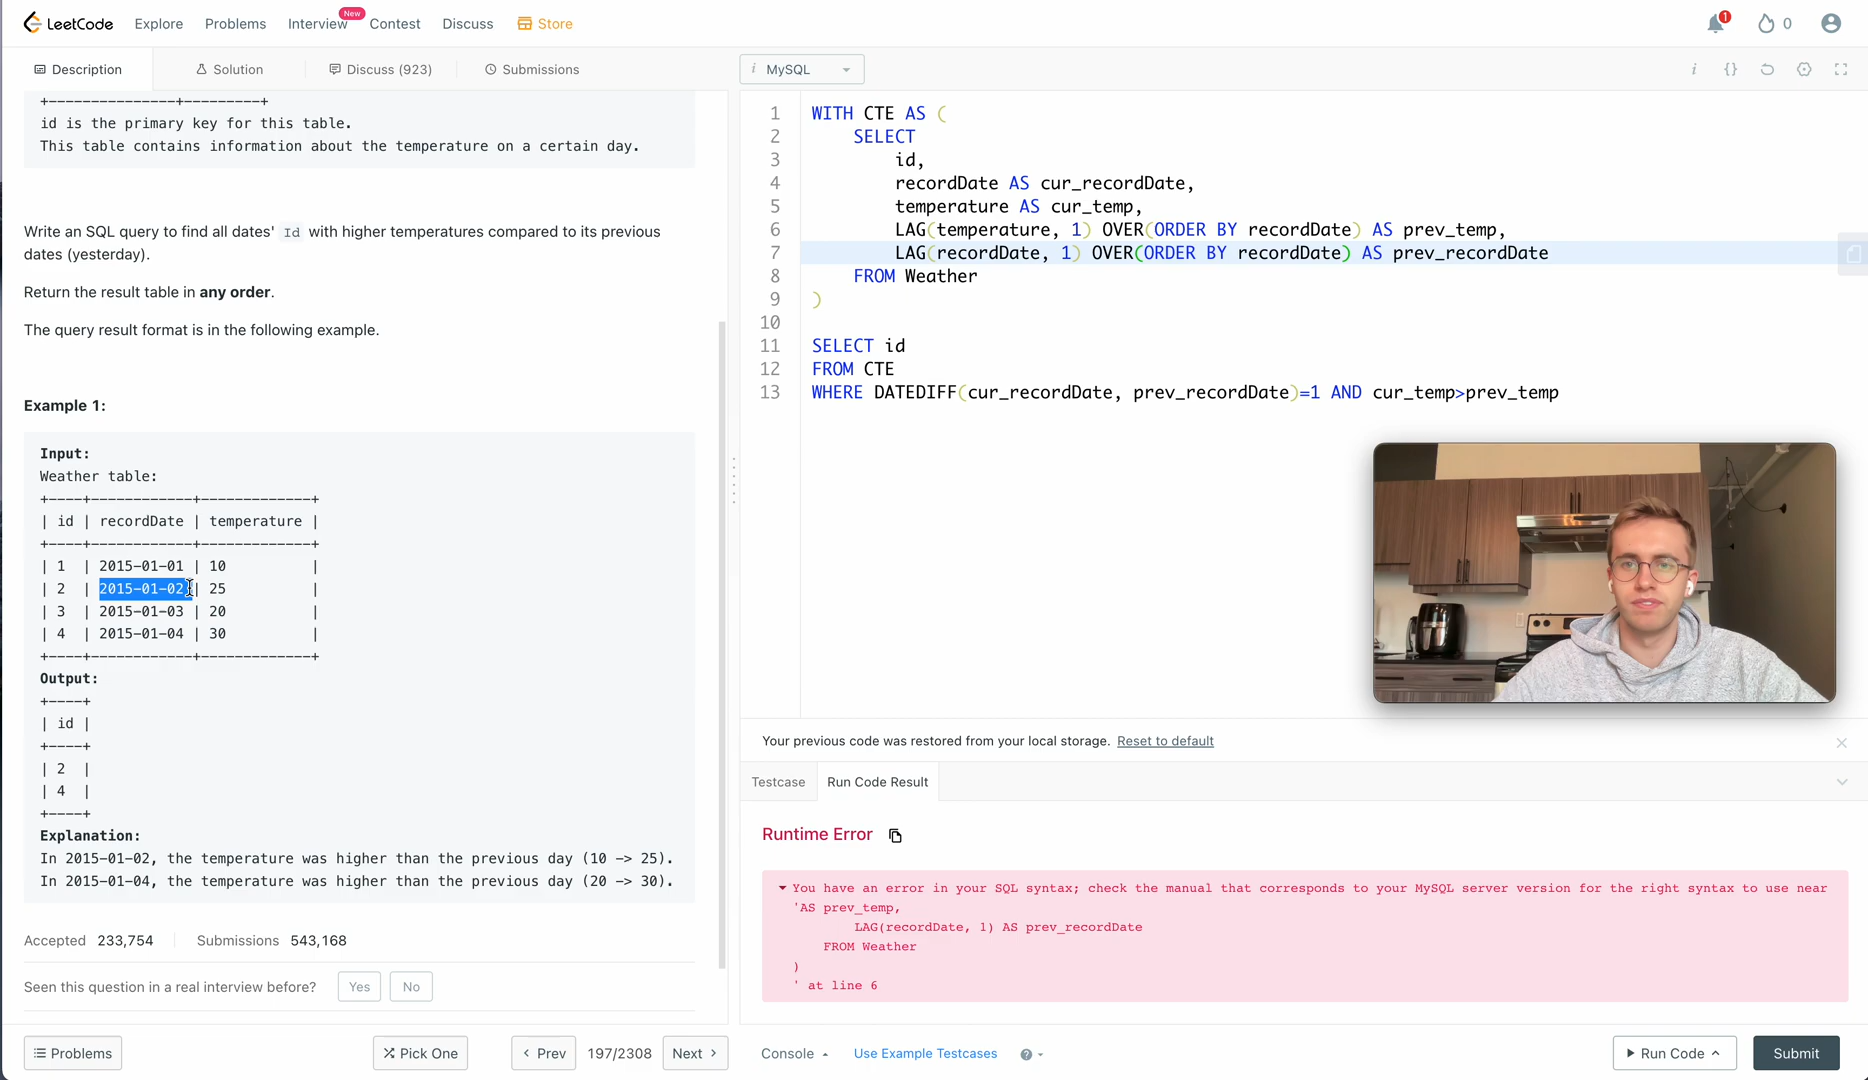 LeetCode Explore Problems Interview New Contest Discuss Store 1 0
Description Solution Discuss (923) Submissions
+---------------+---------+
id is the primary key for this table.
This table contains information about the temperature on a certain day.
Write an SQL query to find all dates' Id with higher temperatures compared to its previous
dates (yesterday).
Return the result table in any order.
The query result format is in the following example.
Example 1:
Input:
Weather table:
+----+------------+-------------+
| id | recordDate | temperature |
+----+------------+-------------+
| 1  | 2015-01-01 | 10          |
| 2  | 2015-01-02 | 25          |
| 3  | 2015-01-03 | 20          |
| 4  | 2015-01-04 | 30          |
+----+------------+-------------+
Output:
+----+
| id |
+----+
| 2  |
| 4  |
+----+
Explanation:
In 2015-01-02, the temperature was higher than the previous day (10 -> 25).
In 2015-01-04, the temperature was higher than the previous day (20 -> 30).
Accepted 233,754 Submissions 543,168
Seen this question in a real interview before? Yes No
Problems Pick One Prev 197/2308 Next
i MySQL i {}
1 WITH CTE AS (
2     SELECT
3         id,
4         recordDate AS cur_recordDate,
5         temperature AS cur_temp,
6         LAG(temperature, 1) OVER(ORDER BY recordDate) AS prev_temp,
7         LAG(recordDate, 1) OVER(ORDER BY recordDate) AS prev_recordDate
8     FROM Weather
9 )
10
11 SELECT id
12 FROM CTE
13 WHERE DATEDIFF(cur_recordDate, prev_recordDate)=1 AND cur_temp>prev_temp
Your previous code was restored from your local storage. Reset to default
Testcase Run Code Result
Runtime Error
You have an error in your SQL syntax; check the manual that corresponds to your MySQL server version for the right syntax to use near
'AS prev_temp,
LAG(recordDate, 1) AS prev_recordDate
FROM Weather
)
' at line 6
Console Use Example Testcases ? Run Code Submit